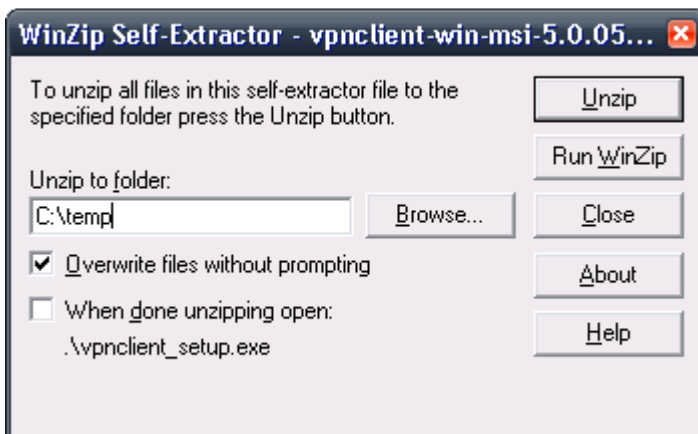 WinZip Self-Extractor - vpnclient-win-msi-5.0.05...
To unzip all files in this self-extractor file to the
specified folder press the Unzip button.
Unzip
Run WinZip
Unzip to folder:
C:\temp
Browse...
Close
Overwrite files without prompting
About
When done unzipping open:
.\vpnclient_setup.exe
Help